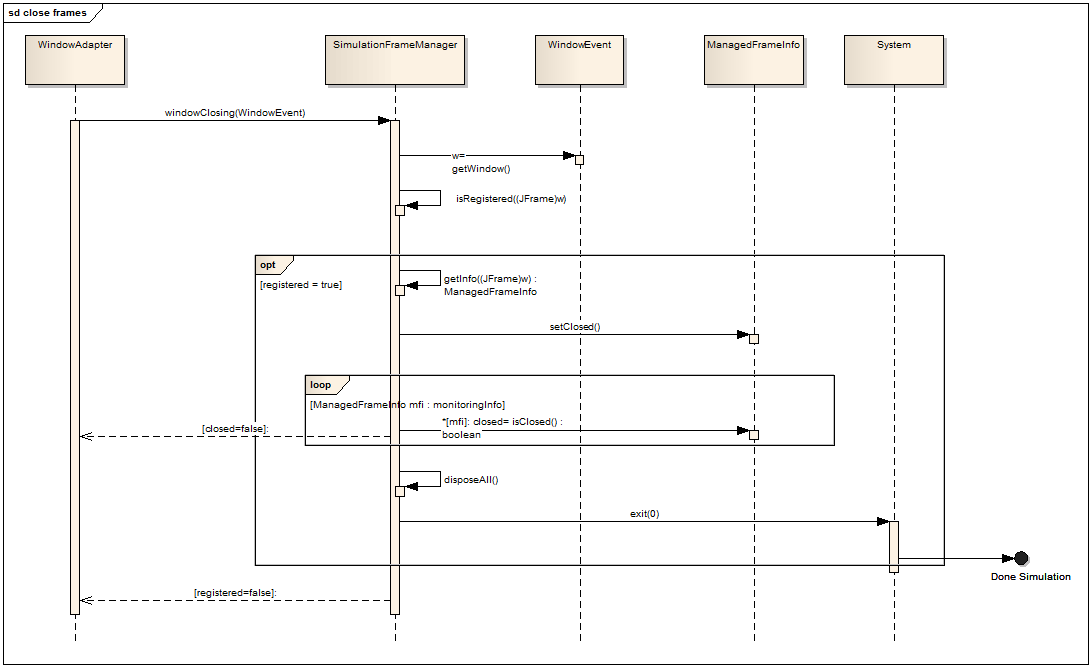 sd close frames
WindowAdapter
SimulationFrameManager
WindowEvent
ManagedFrameInfo
System
windowClosing(WindowEvent)
w=
getWindow()
isRegistered((JFrame)w)
opt
[registered = true]
getInfo((JFrame)w) :
ManagedFrameInfo
setClosed()
loop
[ManagedFrameInfo mfi : monitoringInfo]
*[mfi]: closed= isClosed() :
boolean
[closed=false]:
disposeAll()
exit(0)
Done Simulation
[registered=false]: